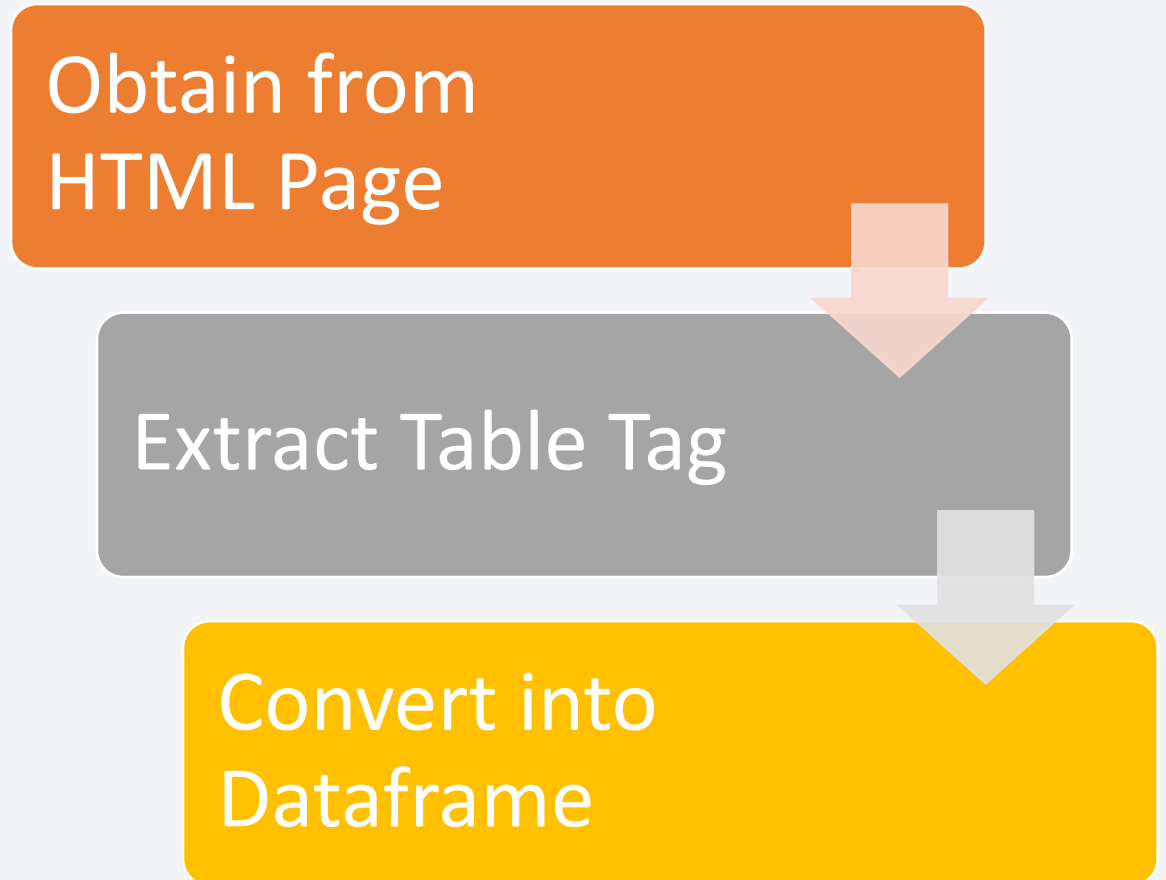 Obtain from
HTML Page
Extract Table Tag
Convert into
Dataframe